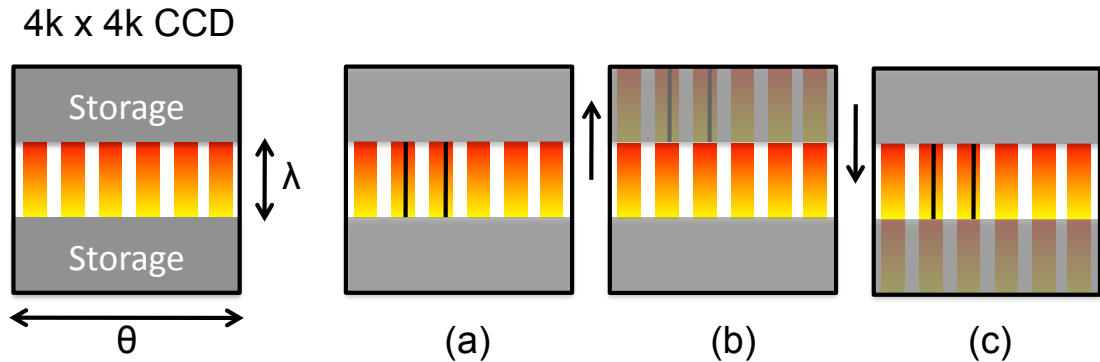 4k x 4k CCD
Storage
λ
Storage
θ
(a)
(b)
(c)